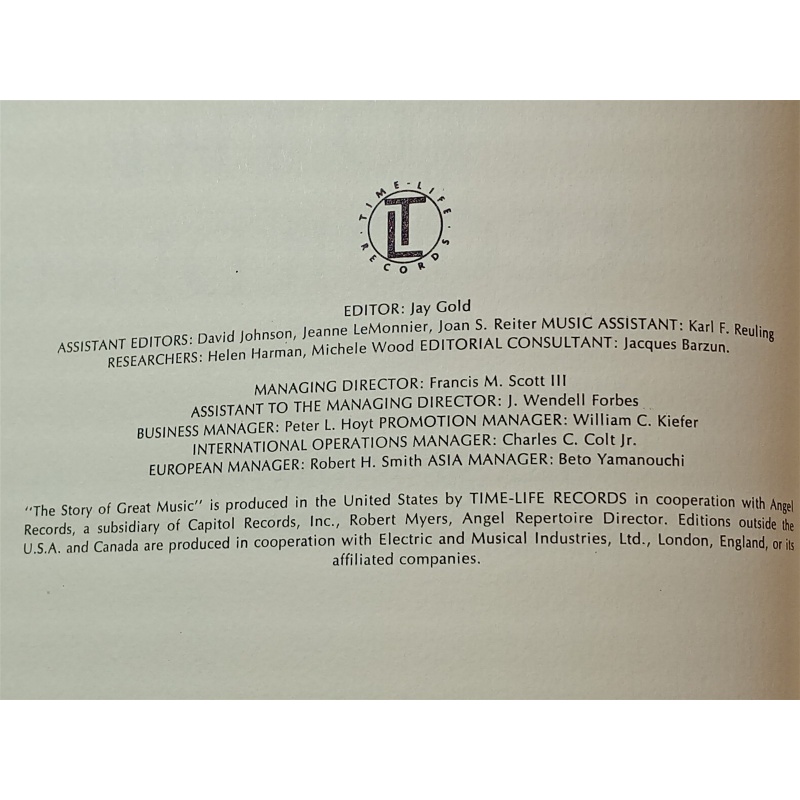 TIME-LIFE
TL
RECORDS
EDITOR: Jay Gold
ASSISTANT EDITORS: David Johnson, Jeanne LeMonnier, Joan S. Reiter MUSIC ASSISTANT: Karl F. Reuling
RESEARCHERS: Helen Harman, Michele Wood EDITORIAL CONSULTANT: Jacques Barzun.
MANAGING DIRECTOR: Francis M. Scott III
ASSISTANT TO THE MANAGING DIRECTOR: J. Wendell Forbes
BUSINESS MANAGER: Peter L. Hoyt PROMOTION MANAGER: William C. Kiefer
INTERNATIONAL OPERATIONS MANAGER: Charles C. Colt Jr.
EUROPEAN MANAGER: Robert H. Smith ASIA MANAGER: Beto Yamanouchi
"The Story of Great Music" is produced in the United States by TIME-LIFE RECORDS in cooperation with Angel
Records, a subsidiary of Capitol Records, Inc., Robert Myers, Angel Repertoire Director. Editions outside the
U.S.A. and Canada are produced in cooperation with Electric and Musical Industries, Ltd., London, England, or its
affiliated companies.